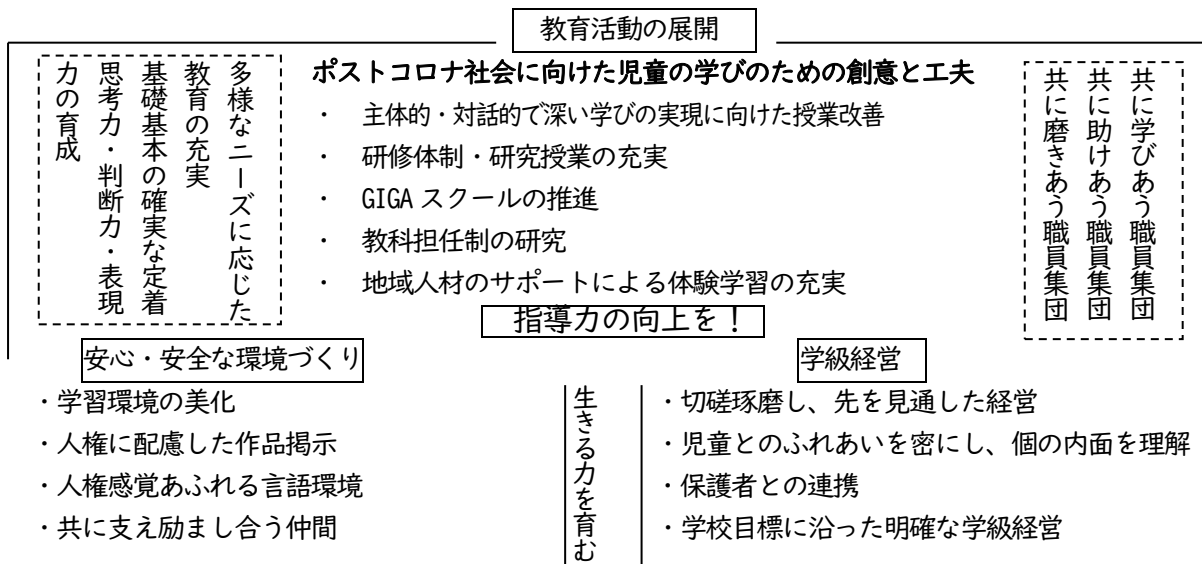 教育活動の展開
多様なニーズに応じた
教育の充実
基礎基本の確実な定着
思考力・判断力・表現
力の育成
ポストコロナ社会に向けた児童の学びのための創意と工夫
・ 主体的・対話的で深い学びの実現に向けた授業改善
・ 研修体制・研究授業の充実
・ GIGAスクールの推進
・ 教科担任制の研究
・ 地域人材のサポートによる体験学習の充実
共に学びあう職員集団
共に助けあう職員集団
共に磨きあう職員集団
指導力の向上を！
安心・安全な環境づくり
・学習環境の美化
・人権に配慮した作品掲示
・人権感覚あふれる言語環境
・共に支え励まし合う仲間
生きる力を育む
学級経営
・切磋琢磨し、先を見通した経営
・児童とのふれあいを密にし、個の内面を理解
・保護者との連携
・学校目標に沿った明確な学級経営